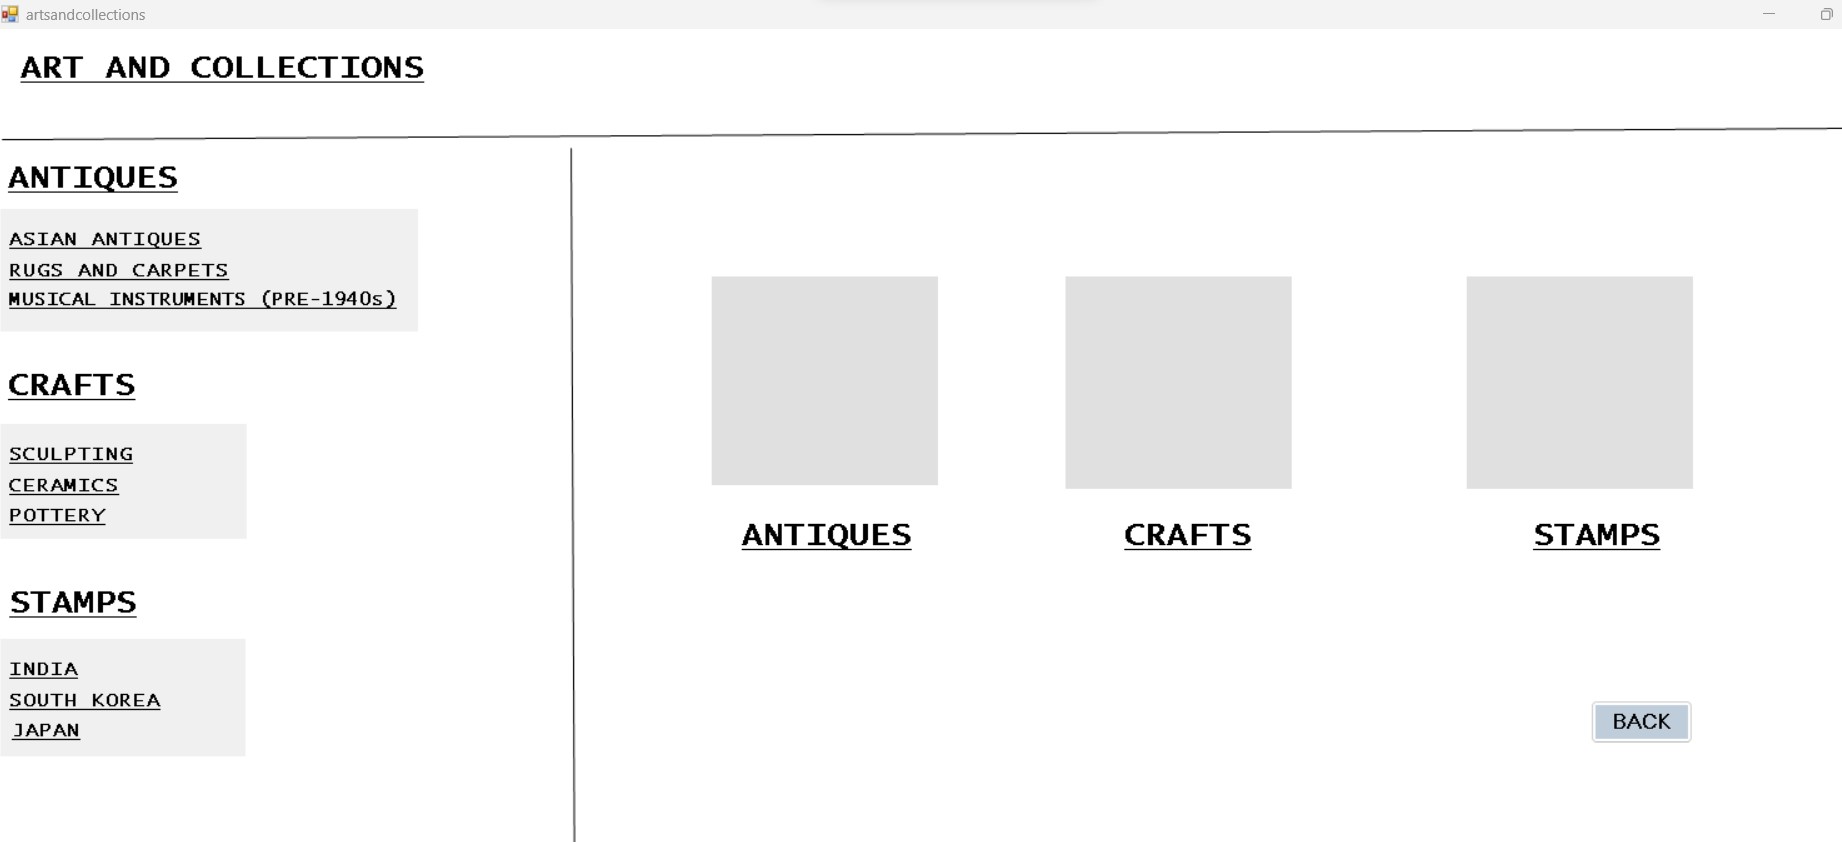 artsandcollections
ART AND COLLECTIONS
ANTIQUES
ASIAN ANTIQUES
RUGS AND CARPETS
MUSICAL INSTRUMENTS (PRE-1940s)
CRAFTS
SCULPTING
CERAMICS
POTTERY
STAMPS
INDIA
SOUTH KOREA
JAPAN
ANTIQUES
CRAFTS
STAMPS
BACK